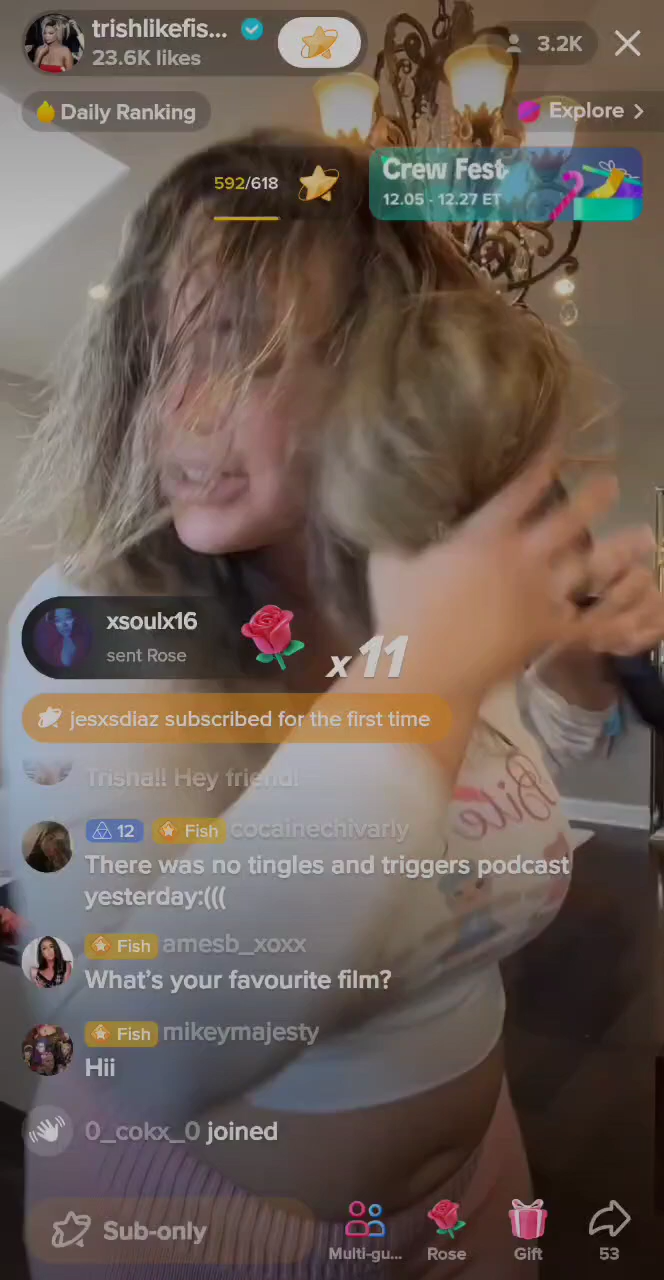 trishlikefis...
23.6K likes
3.2K
Daily Ranking
Explore >
592/618
Crew Fest
12.05 - 12.27 ET
xsoulx16
sent Rose
x 11
jesxsdiaz subscribed for the first time
Trisha!! Hey friend!
12 Fish cocainechivarly
There was no tingles and triggers podcast
yesterday:(((
Fish amesb_xoxx
What's your favourite film?
Fish mikeymajesty
Hii
0_cokx_0 joined
Bite
Sub-only
Multi-gu...
Rose
Gift
53